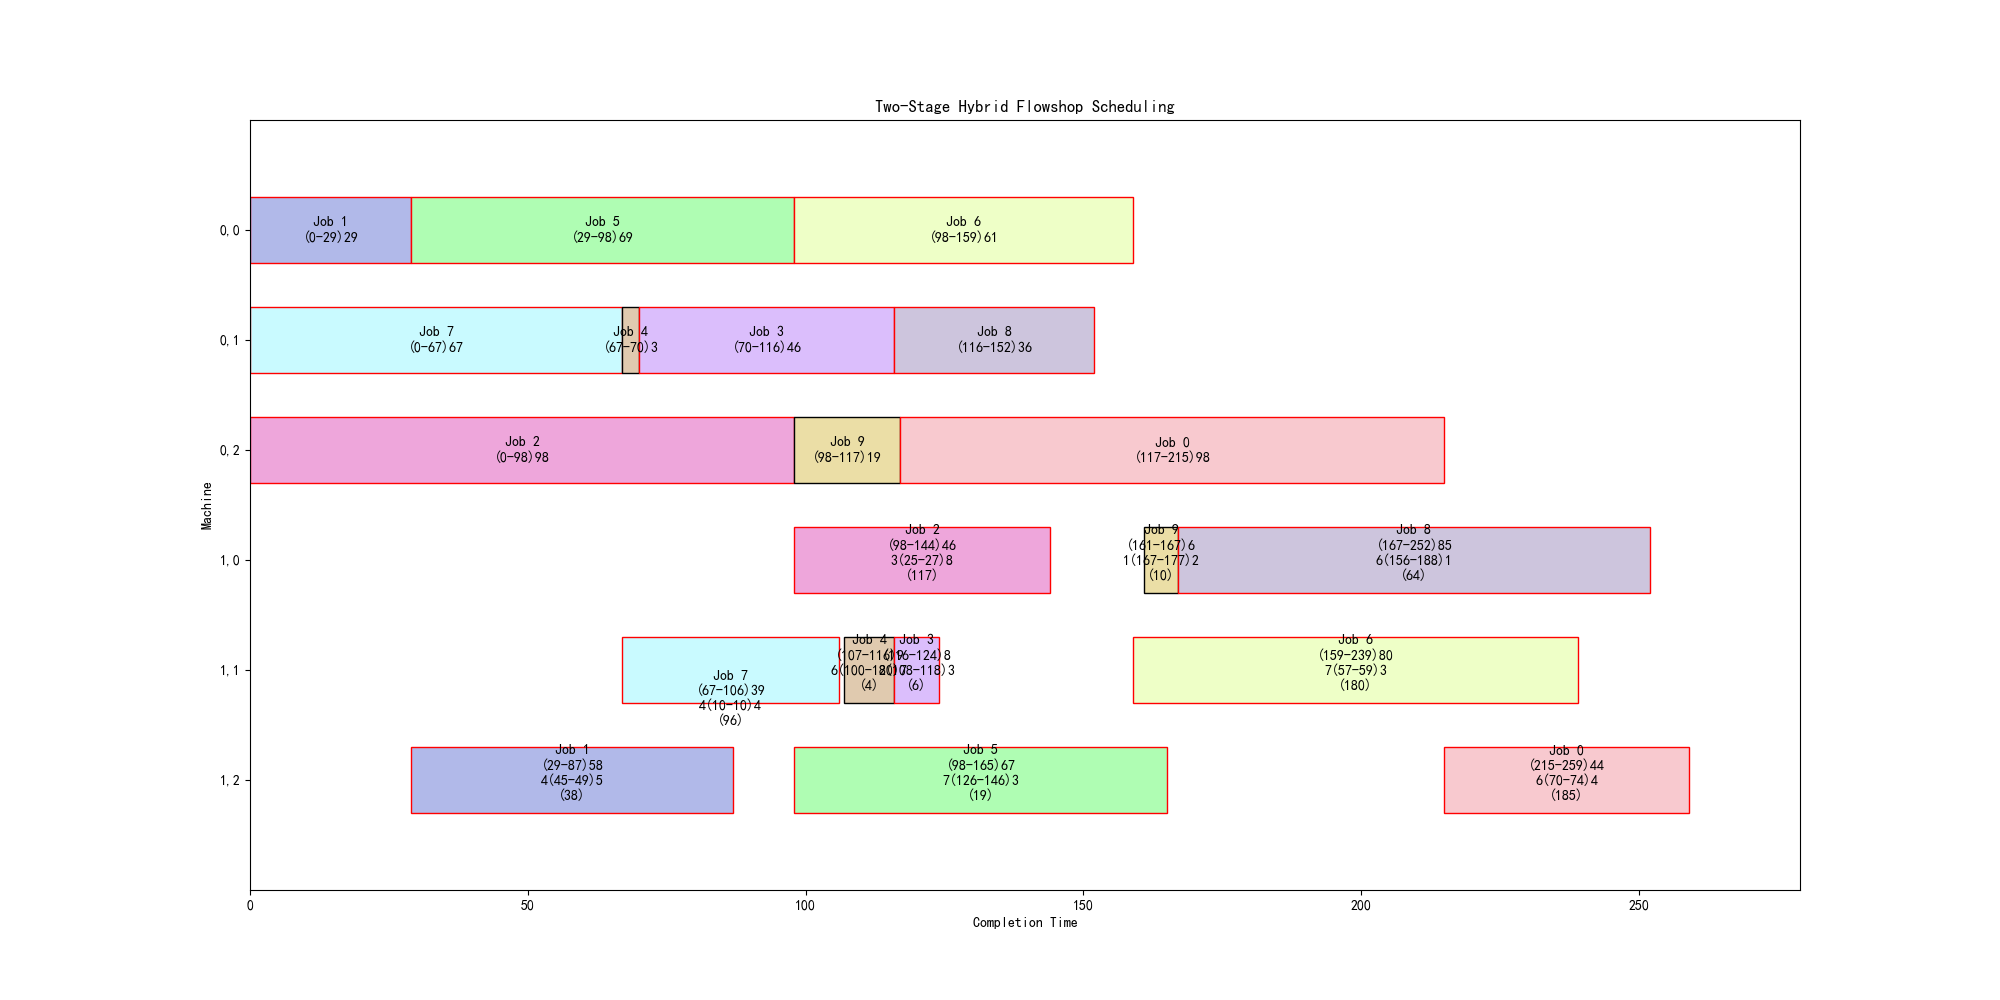 Two-Stage Hybrid Flowshop Scheduling
0,0
Job 1
(0-29)29
Job 5
(29-98)69
Job 6
(98-159)61
0,1
Job 7
(0-67)67
Job 4
(67-70)3
Job 3
(70-116)46
Job 8
(116-152)36
0,2
Job 2
(0-98)98
Job 9
(98-117)19
Job 0
(117-215)98
Machine
1,0
Job 2
(98-144)46
3(25-27)8
(117)
Job 9
(161-167)6
1(167-177)2
(10)
Job 8
(167-252)85
6(156-188)1
(64)
1,1
Job 7
(67-106)39
4(10-10)4
(96)
Job 4
(107-116)9
(4)
Job 3
(116-124)8
(6)
Job 6
(159-239)80
7(57-59)3
(180)
1,2
Job 1
(29-87)58
4(45-49)5
(38)
Job 5
(98-165)67
7(126-146)3
(19)
Job 0
(215-259)44
6(70-74)4
(185)
0
50
100
150
200
250
Completion Time